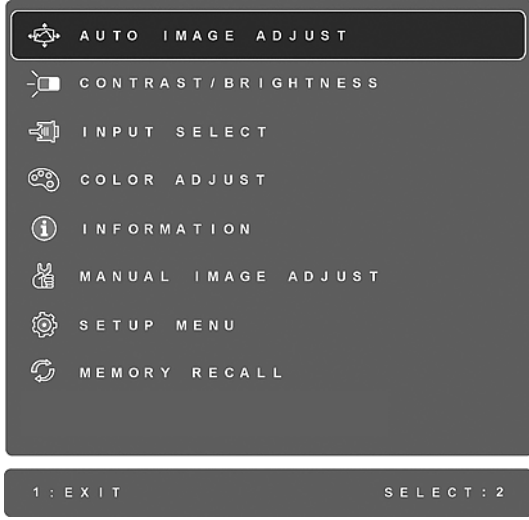 AUTO IMAGE ADJUST
CONTRAST/BRIGHTNESS
INPUT SELECT
COLOR ADJUST
INFORMATION
MANUAL IMAGE ADJUST
SETUP MENU
MEMORY RECALL
1:EXIT SELECT:2